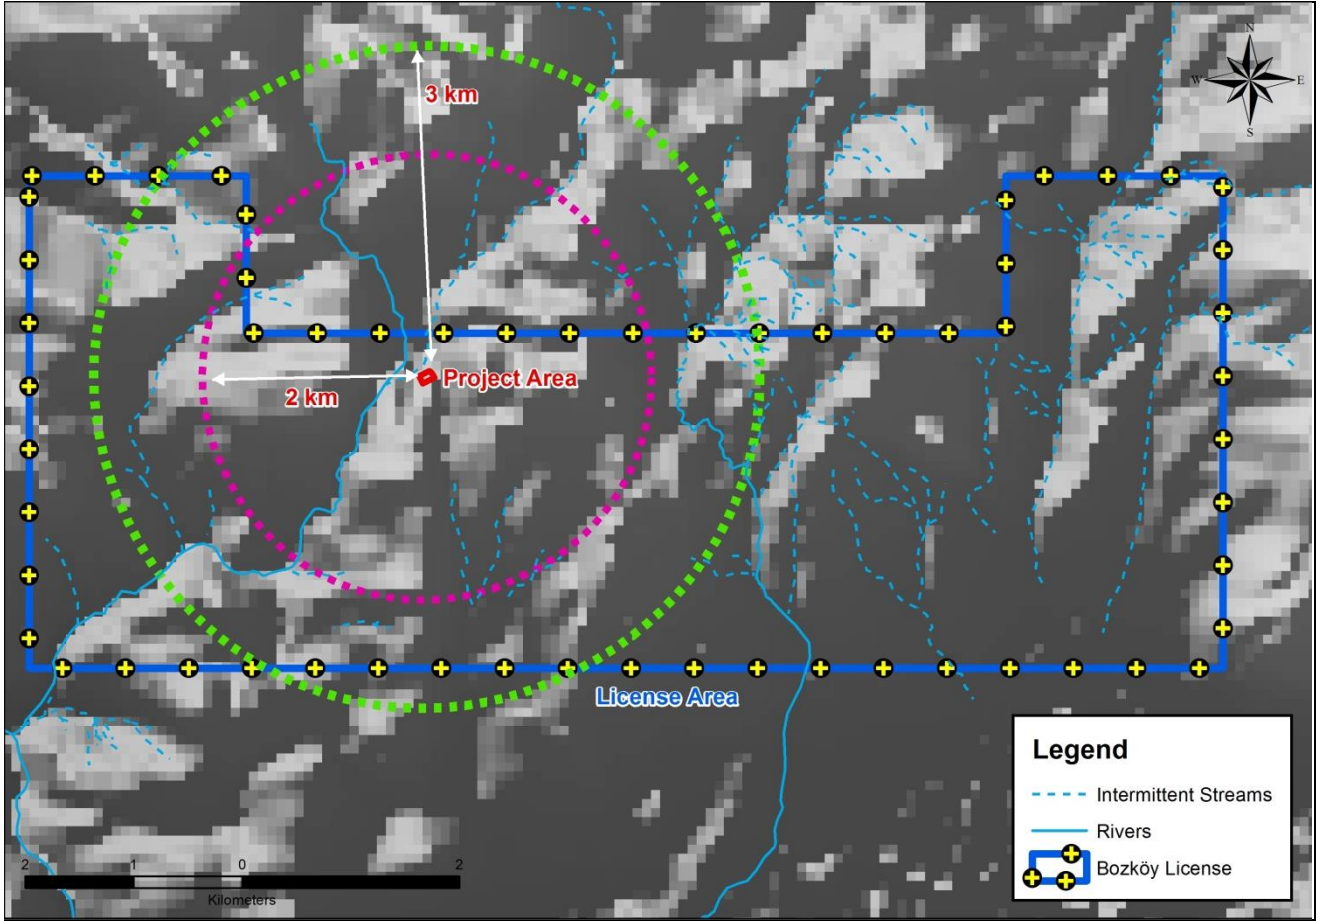 N
W E
S
3 km
Project Area
2 km
License Area
Legend
Intermittent Streams
Rivers
Bozköy License
2 1 0 2
Kilometers